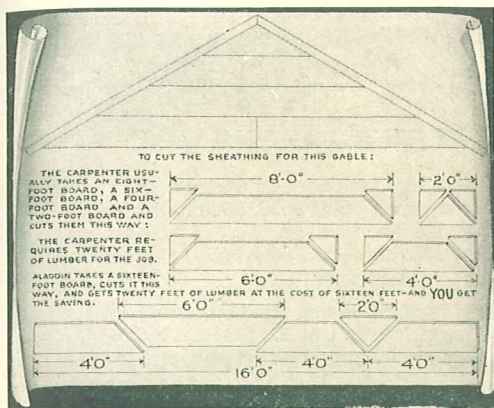 TO CUT THE SHEATHING FOR THIS GABLE:
THE CARPENTER USU-
ALLY TAKES AN EIGHT-
FOOT BOARD, A SIX-
FOOT BOARD, A FOUR-
FOOT BOARD AND A
TWO-FOOT BOARD AND
CUTS THEM THIS WAY:
8'0"
2'0"
THE CARPENTER RE-
QUIRES TWENTY FEET
OF LUMBER FOR THE JOB.
6'0"
4'0"
ALADDIN TAKES A SIXTEEN-
FOOT BOARD, CUTS IT THIS
WAY, AND GETS TWENTY FEET OF LUMBER AT THE COST OF SIXTEEN FEET—AND YOU GET
THE SAVING.
6'0"
2'0"
4'0"
4'0"
4'0"
16'0"